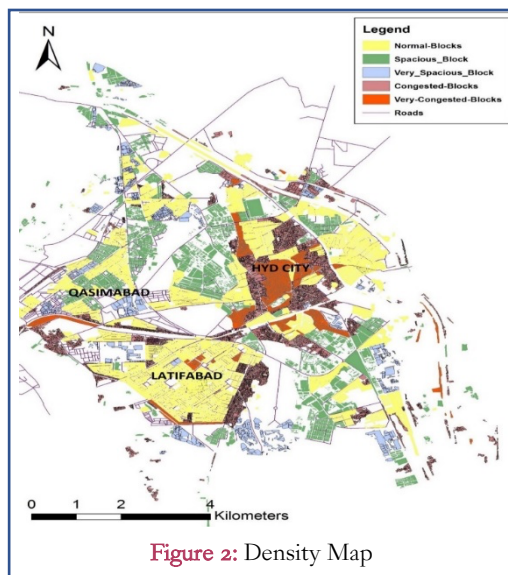 N
Legend
Normal-Blocks
Spacious_Block
Very_Spacious_Block
Congested-Blocks
Very-Congested-Blocks
Roads
HYD CITY
QASIMABAD
LATIFABAD
0 1 2 4
Kilometers
Figure 2: Density Map